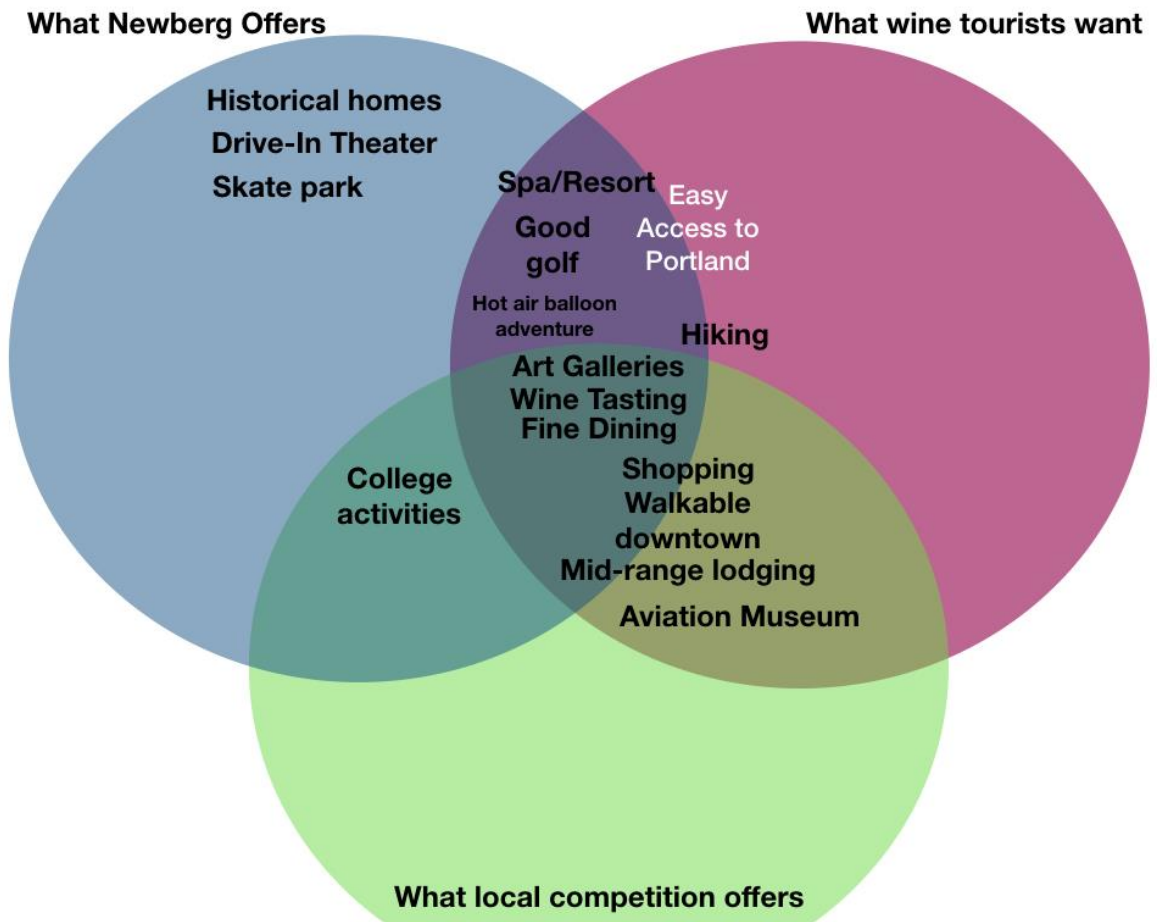 What Newberg Offers
What wine tourists want
Historical homes
Drive-In Theater
Skate park
Spa/Resort
Good
golf
Easy
Access to
Portland
Hot air balloon
adventure
Hiking
Art Galleries
Wine Tasting
Fine Dining
College
activities
Shopping
Walkable
downtown
Mid-range lodging
Aviation Museum
What local competition offers